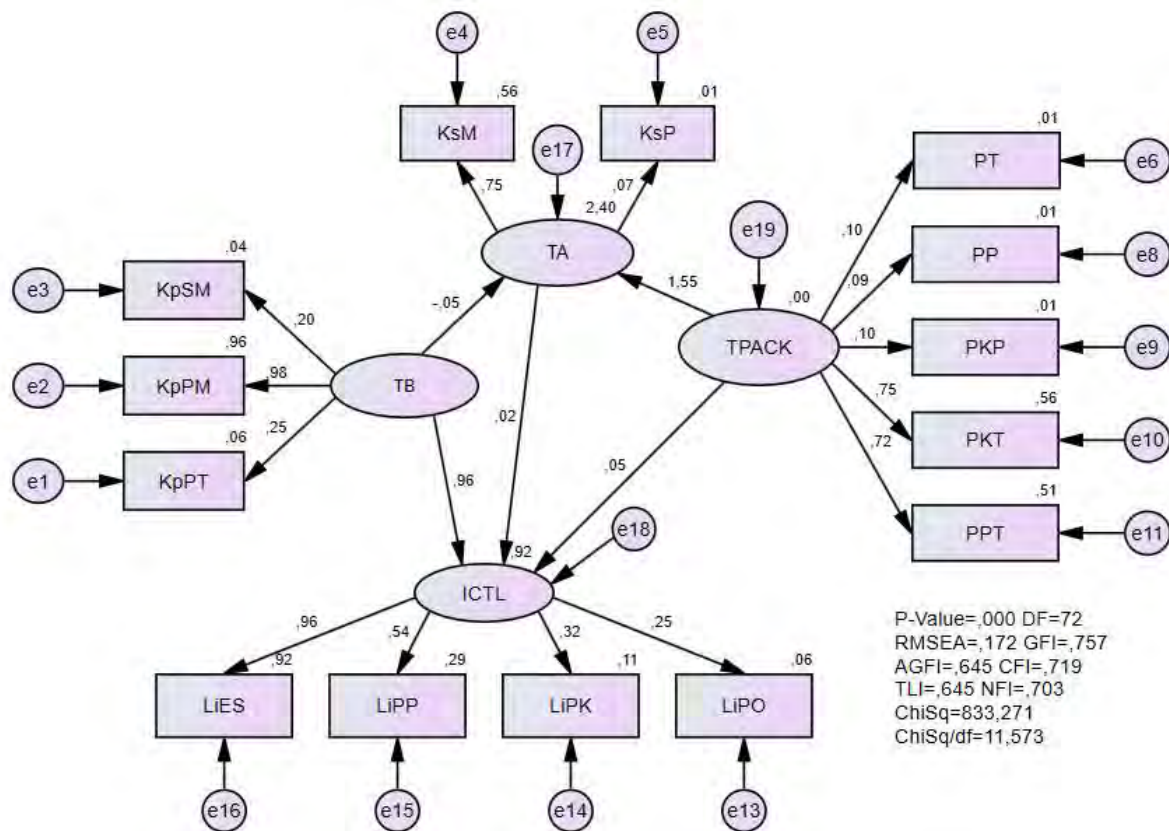 e4
e5
,56
,01
KsM
KsP
e17
,01
PT
e6
,75
,07
2,40
e19
,10
,01
PP
e8
,04
TA
e3
KpSM
-,05
1,55
,00
,09
,01
,20
TPACK
,10
PKP
e9
,96
e2
KpPM
,98
TB
,75
,56
,06
,25
,02
,72
PKT
e10
e1
KpPT
,96
,05
,51
e18
PPT
e11
,92
ICTL
,96
,54
,32
,25
,92
,29
,11
,06
LiES
LiPP
LiPK
LiPO
e16
e15
e14
e13
P-Value=,000 DF=72
RMSEA=,172 GFI=,757
AGFI=,645 CFI=,719
TLI=,645 NFI=,703
ChiSq=833,271
ChiSq/df=11,573